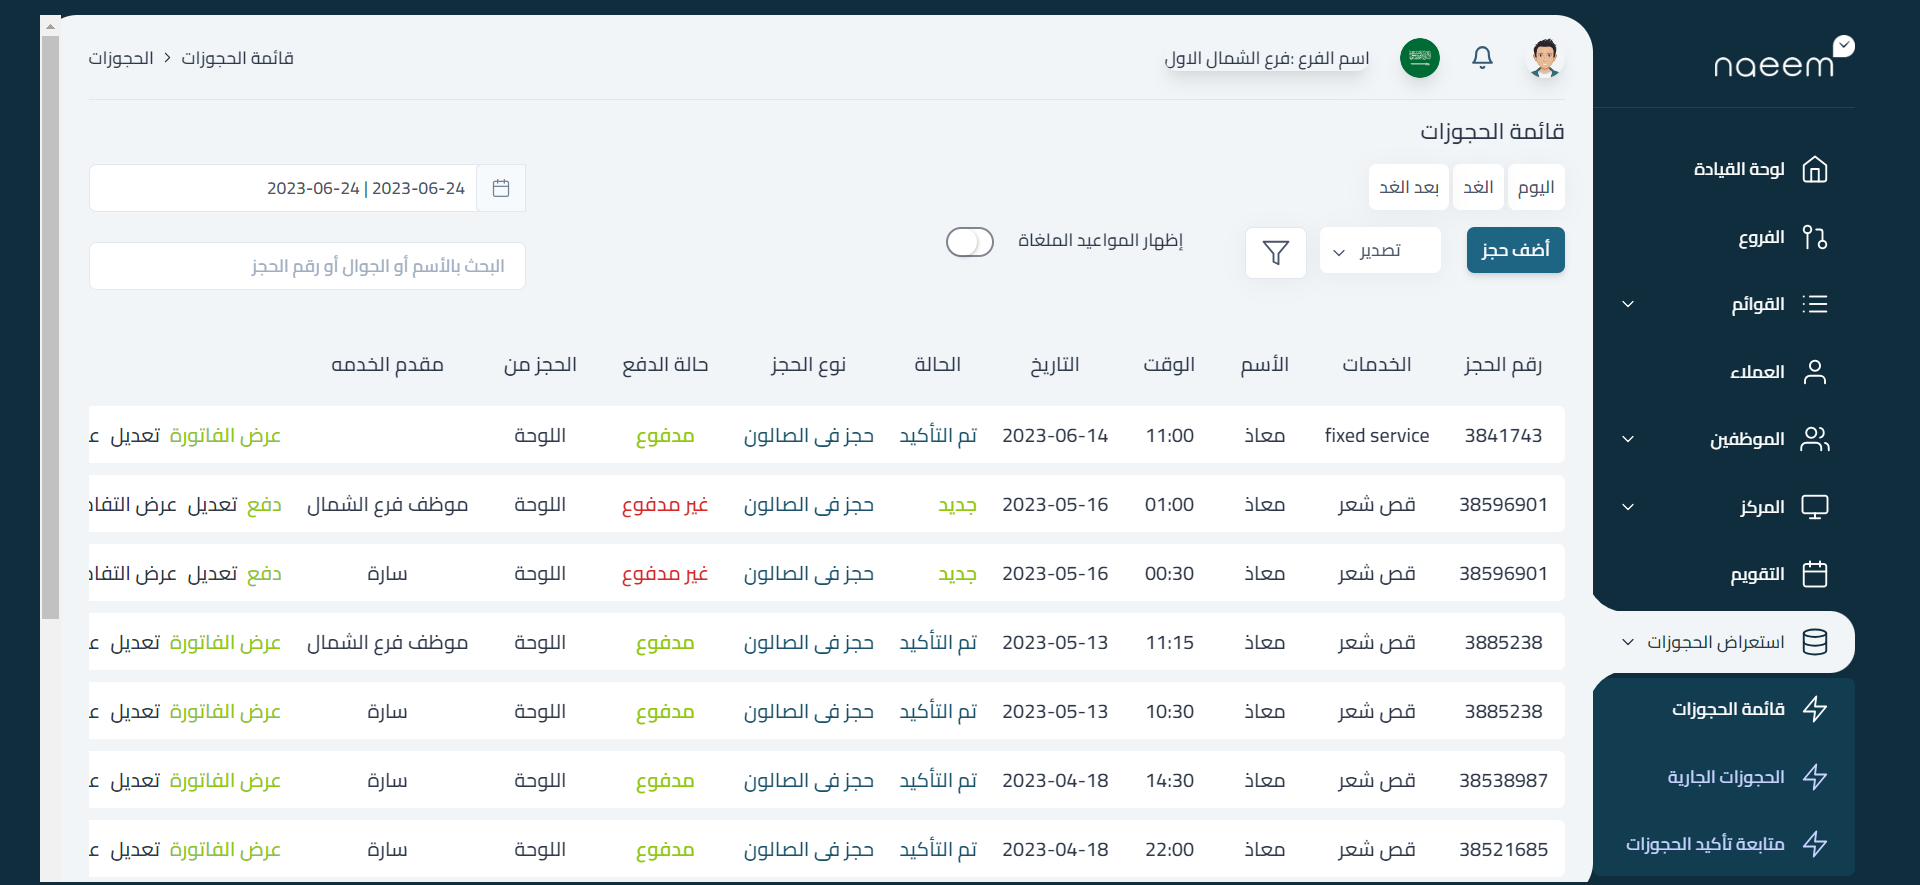 naeem
لوحة القيادة
الفروع
القوائم
العملاء
الموظفين
المركز
التقويم
استعراض الحجوزات
قائمة الحجوزات
الحجوزات الجارية
متابعة تأكيد الحجوزات
اسم الفرع :فرع الشمال الاول
قائمة الحجوزات > الحجوزات
قائمة الحجوزات
اليوم الغد بعد الغد
2023-06-24 | 2023-06-24
أضف حجز تصدير إظهار المواعيد الملغاة
البحث بالأسم أو الجوال أو رقم الحجز
رقم الحجز الخدمات الأسم الوقت التاريخ الحالة نوع الحجز حالة الدفع الحجز من مقدم الخدمه
3841743 fixed service معاذ 11:00 2023-06-14 تم التأكيد حجز في الصالون مدفوع اللوحة عرض الفاتورة تعديل
38596901 قص شعر معاذ 01:00 2023-05-16 جديد حجز في الصالون غير مدفوع اللوحة موظف فرع الشمال دفع تعديل عرض
38596901 قص شعر معاذ 00:30 2023-05-16 جديد حجز في الصالون غير مدفوع اللوحة سارة دفع تعديل عرض
3885238 قص شعر معاذ 11:15 2023-05-13 تم التأكيد حجز في الصالون مدفوع اللوحة موظف فرع الشمال عرض الفاتورة تعديل
3885238 قص شعر معاذ 10:30 2023-05-13 تم التأكيد حجز في الصالون مدفوع اللوحة سارة عرض الفاتورة تعديل
38538987 قص شعر معاذ 14:30 2023-04-18 تم التأكيد حجز في الصالون مدفوع اللوحة سارة عرض الفاتورة تعديل
38521685 قص شعر معاذ 22:00 2023-04-18 تم التأكيد حجز في الصالون مدفوع اللوحة سارة عرض الفاتورة تعديل